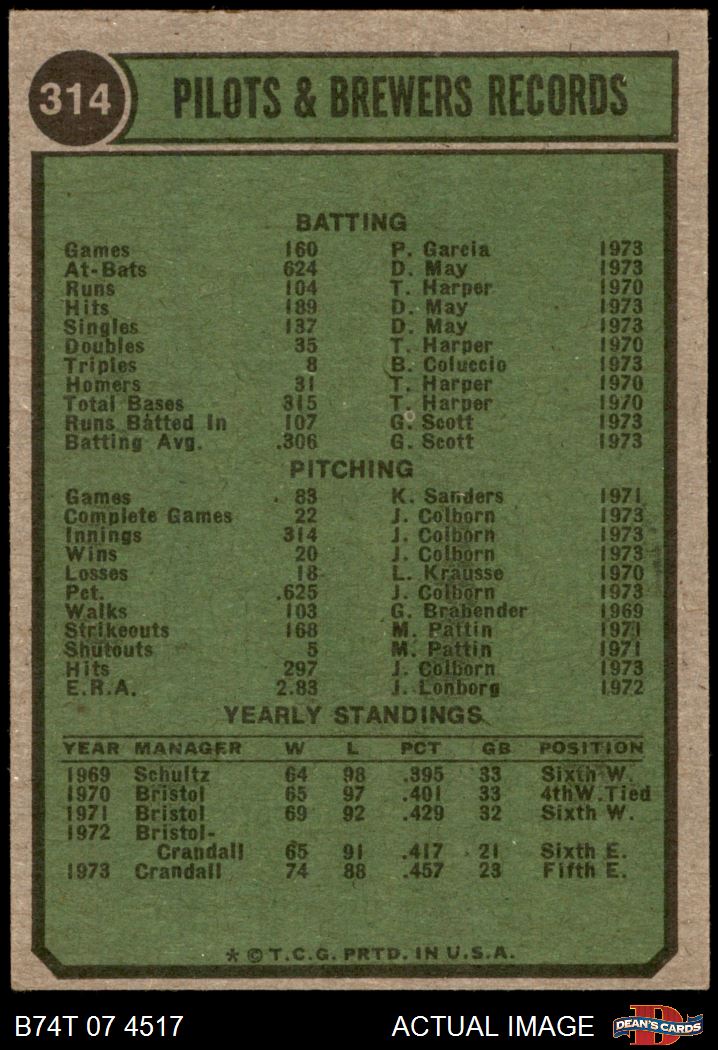 314 PILOTS & BREWERS RECORDS
BATTING
Games 160 P. Garcia 1973
At-Bats 624 D. May 1973
Runs 104 T. Harper 1970
Hits 189 D. May 1973
Singles 137 D. May 1973
Doubles 35 T. Harper 1970
Triples 8 B. Coluccio 1973
Homers 31 T. Harper 1970
Total Bases 315 T. Harper 1970
Runs Batted In 107 G. Scott 1973
Batting Avg. .306 G. Scott 1973
PITCHING
Games 83 K. Sanders 1971
Complete Games 22 J. Colborn 1973
Innings 314 J. Colborn 1973
Wins 20 J. Colborn 1973
Losses 18 L. Krausse 1970
Pct. .625 J. Colborn 1973
Walks 103 G. Brabender 1969
Strikeouts 168 M. Pattin 1971
Shutouts 5 M. Pattin 1971
Hits 297 J. Colborn 1973
E.R.A. 2.83 J. Lonborg 1972
YEARLY STANDINGS
YEAR MANAGER W L PCT GB POSITION
1969 Schultz 64 98 .395 33 Sixth W.
1970 Bristol 65 97 .401 33 4thW.Tied
1971 Bristol 69 92 .429 32 Sixth W.
1972 Bristol-
Crandall 65 91 .417 21 Sixth E.
1973 Crandall 74 88 .457 23 Fifth E.
* © T.C.G. PRTD. IN U.S.A.
B74T 07 4517 ACTUAL IMAGE D DEAN'S CARDS